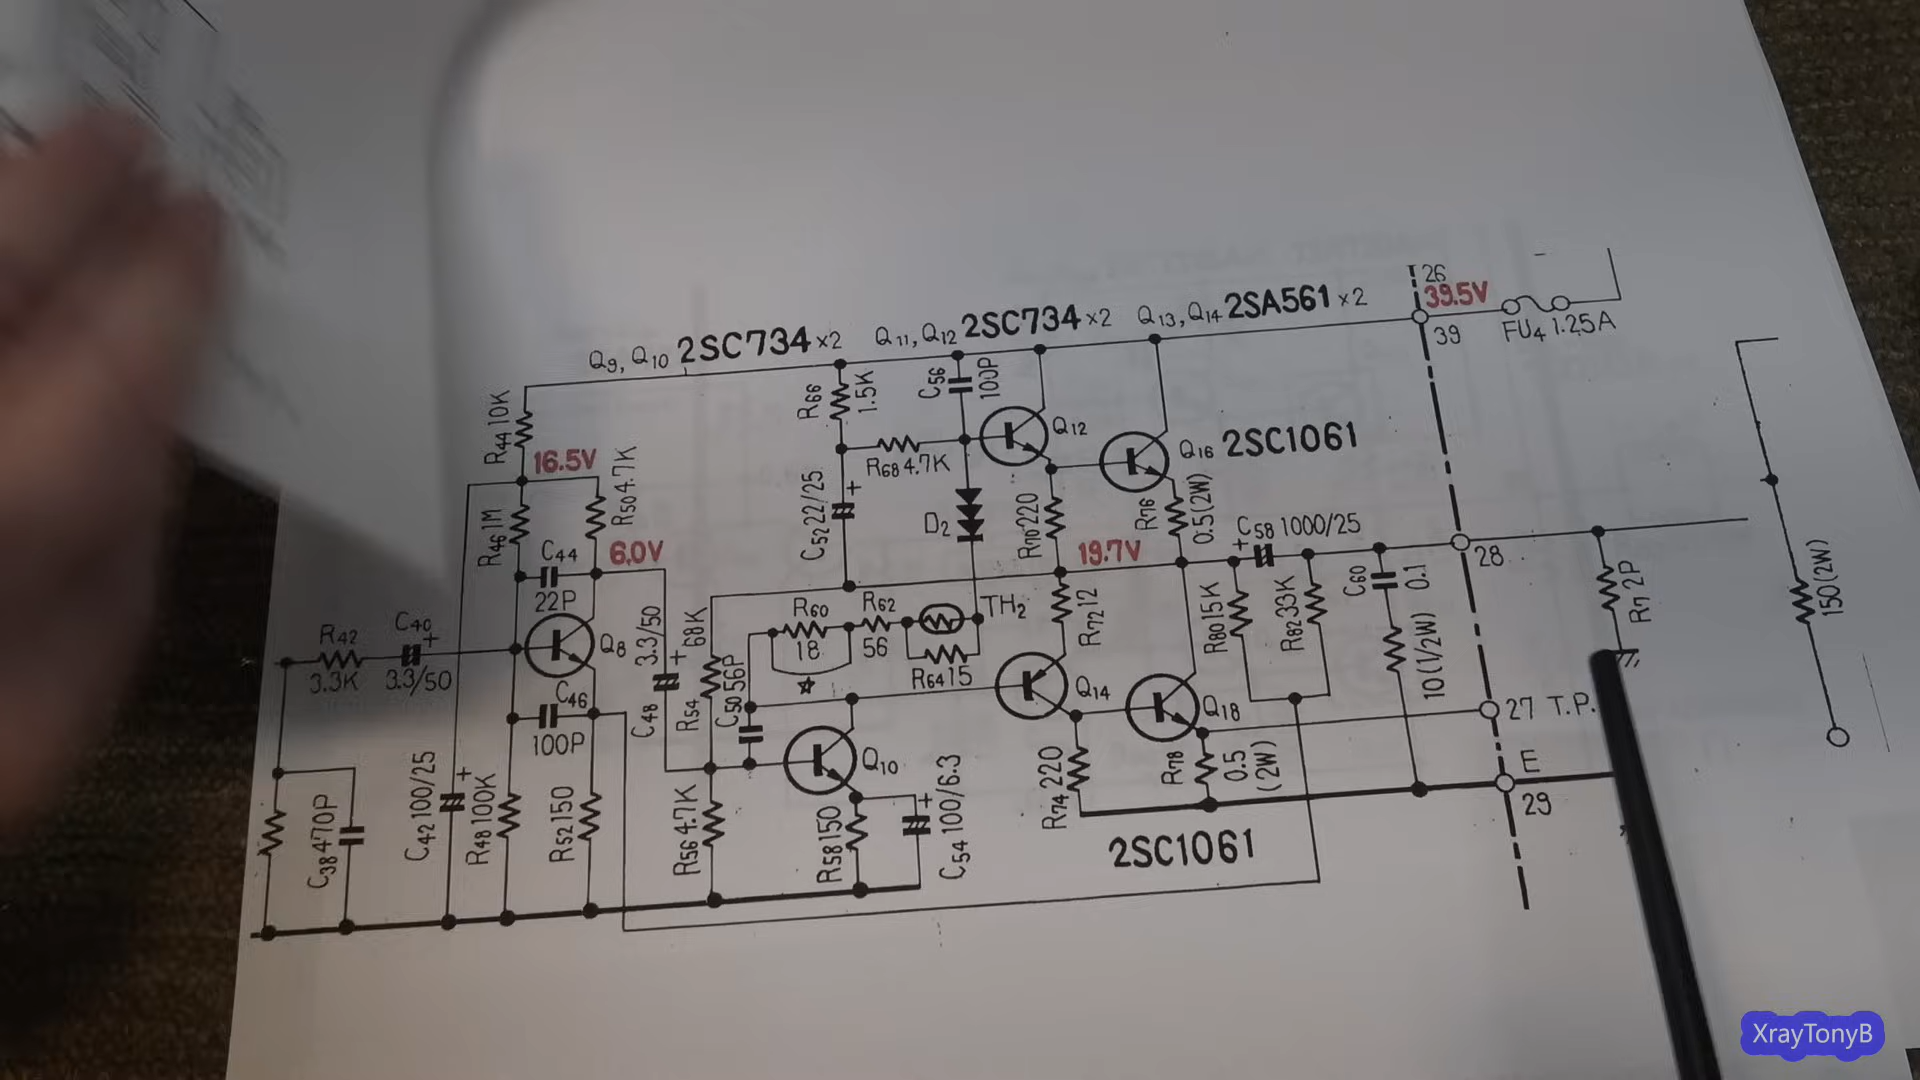 26
39.5V
39
FU4 1.25A
Q9, Q10 2SC734 ×2
Q11, Q12 2SC734 ×2
Q13, Q14 2SA561 ×2
R44 10K
16.5V
R50 4.7K
R46 1M
C44
22P
6.0V
R66
1.5K
C56
100P
R68 4.7K
Q12
Q16 2SC1061
C52 22/25
+
D2
R70 220
R76
0.5(2W)
19.7V
+
C58 1000/25
28
R42
3.3K
C40
+
3.3/50
Q8
C46
100P
C48
3.3/50
+
R54
68K
C50 56P
R60
18
R62
56
TH2
R64 15
R72 12
R80 15K
R82 33K
C60
0.1
10(1/2W)
R7 2P
150(2W)
Q14
Q18
27 T.P.
E
29
C38 470P
C42 100/25
+
R48 100K
R52 150
R56 4.7K
Q10
R58 150
C54 100/6.3
+
R74 220
R78
0.5
(2W)
2SC1061
XrayTonyB